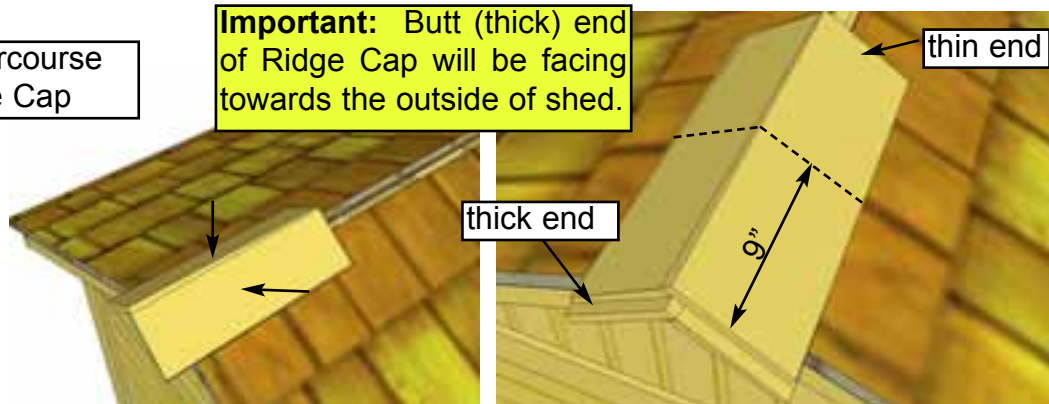 Cap
Important: Butt (thick) end
of Ridge Cap will be facing
towards the outside of shed.
thin end
thick end
9”